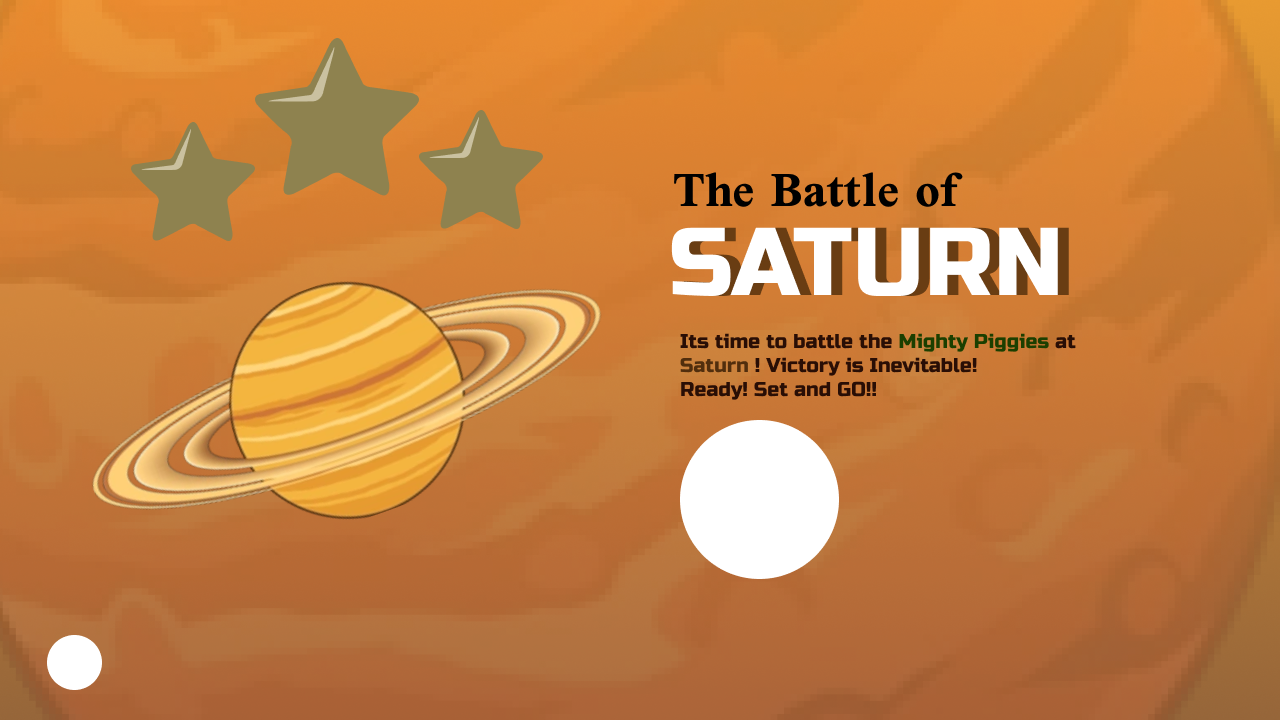 The Battle of
SATURN
Its time to battle the Mighty Piggies at
Saturn ! Victory is Inevitable!
Ready! Set and GO!!